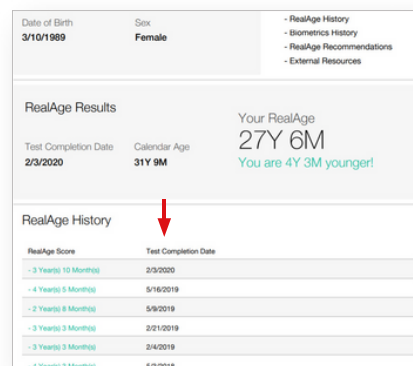 Date of Birth
3/10/1989
Sex
Female
- RealAge History
- Biometrics History
- RealAge Recommendations
- External Resources
RealAge Results
Test Completion Date
2/3/2020
Calendar Age
31Y 9M
Your RealAge
27Y 6M
You are 4Y 3M younger!
RealAge History
RealAge Score Test Completion Date
- 3 Year(s) 10 Month(s) 2/3/2020
- 4 Year(s) 5 Month(s) 5/16/2019
- 2 Year(s) 8 Month(s) 5/9/2019
- 3 Year(s) 3 Month(s) 2/21/2019
- 3 Year(s) 3 Month(s) 2/4/2019